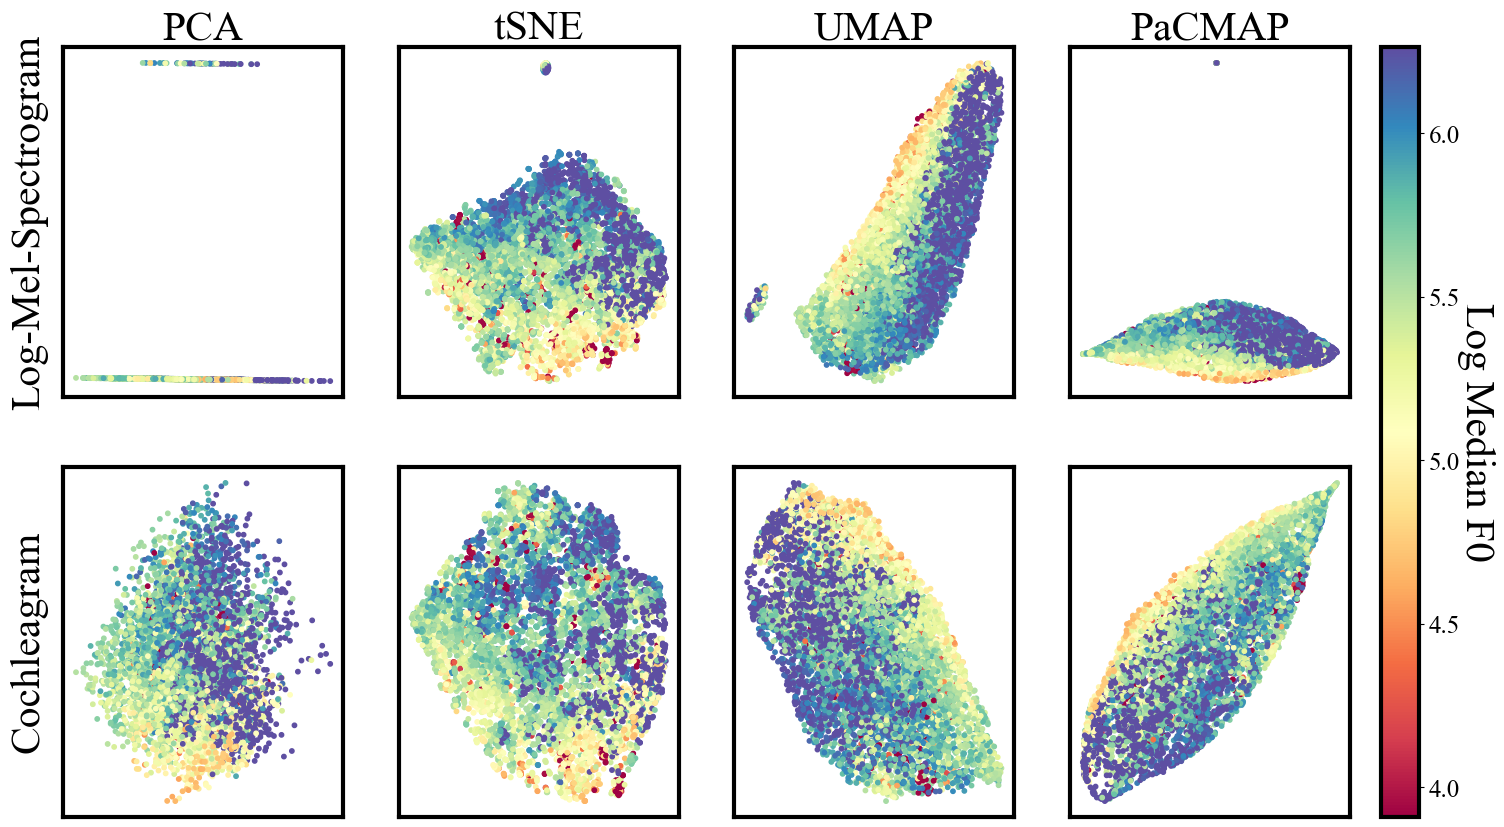 PCA
tSNE
UMAP
PaCMAP
Log-Mel-Spectrogram
Cochleagram
6.0
5.5
5.0
4.5
4.0
Log Median F0